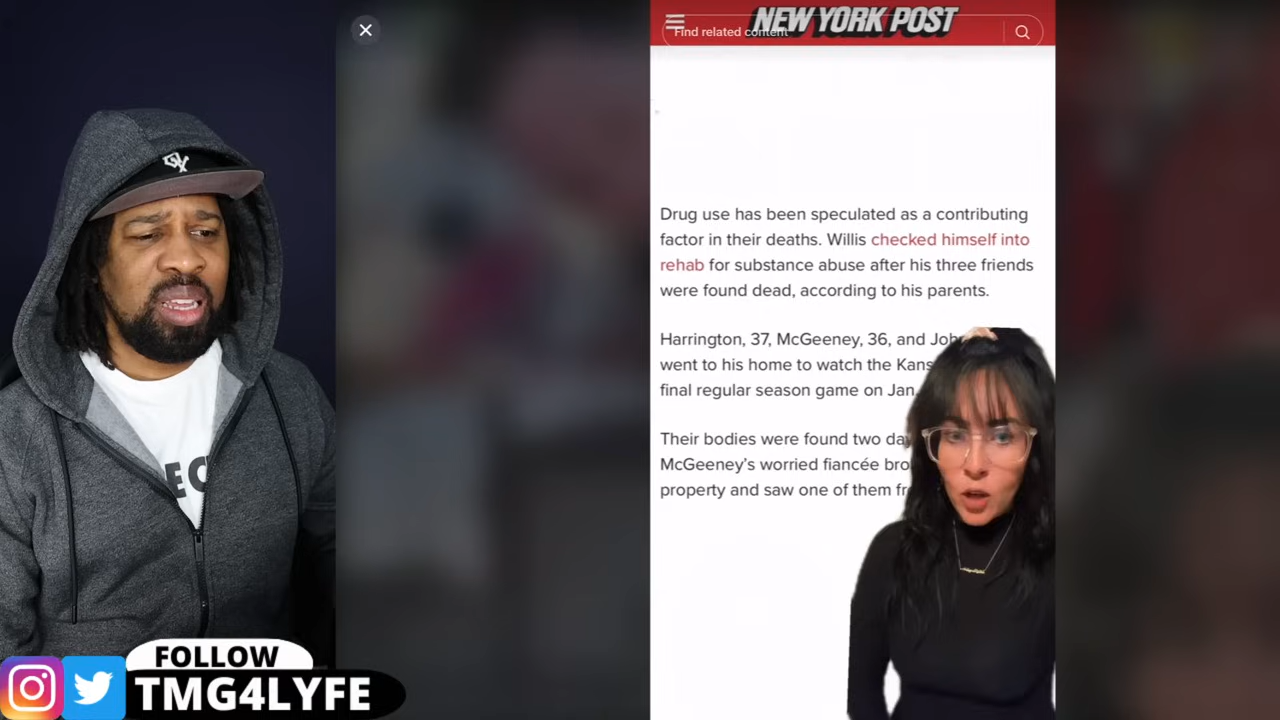 NEW YORK POST
Find related content
Drug use has been speculated as a contributing
factor in their deaths. Willis checked himself into
rehab for substance abuse after his three friends
were found dead, according to his parents.
Harrington, 37, McGeeney, 36, and
went to his home to watch the
final regular season game on Jan.
Their bodies were found two
McGeeney's worried fiancée
property and saw one of them
FOLLOW
TMG4LYFE